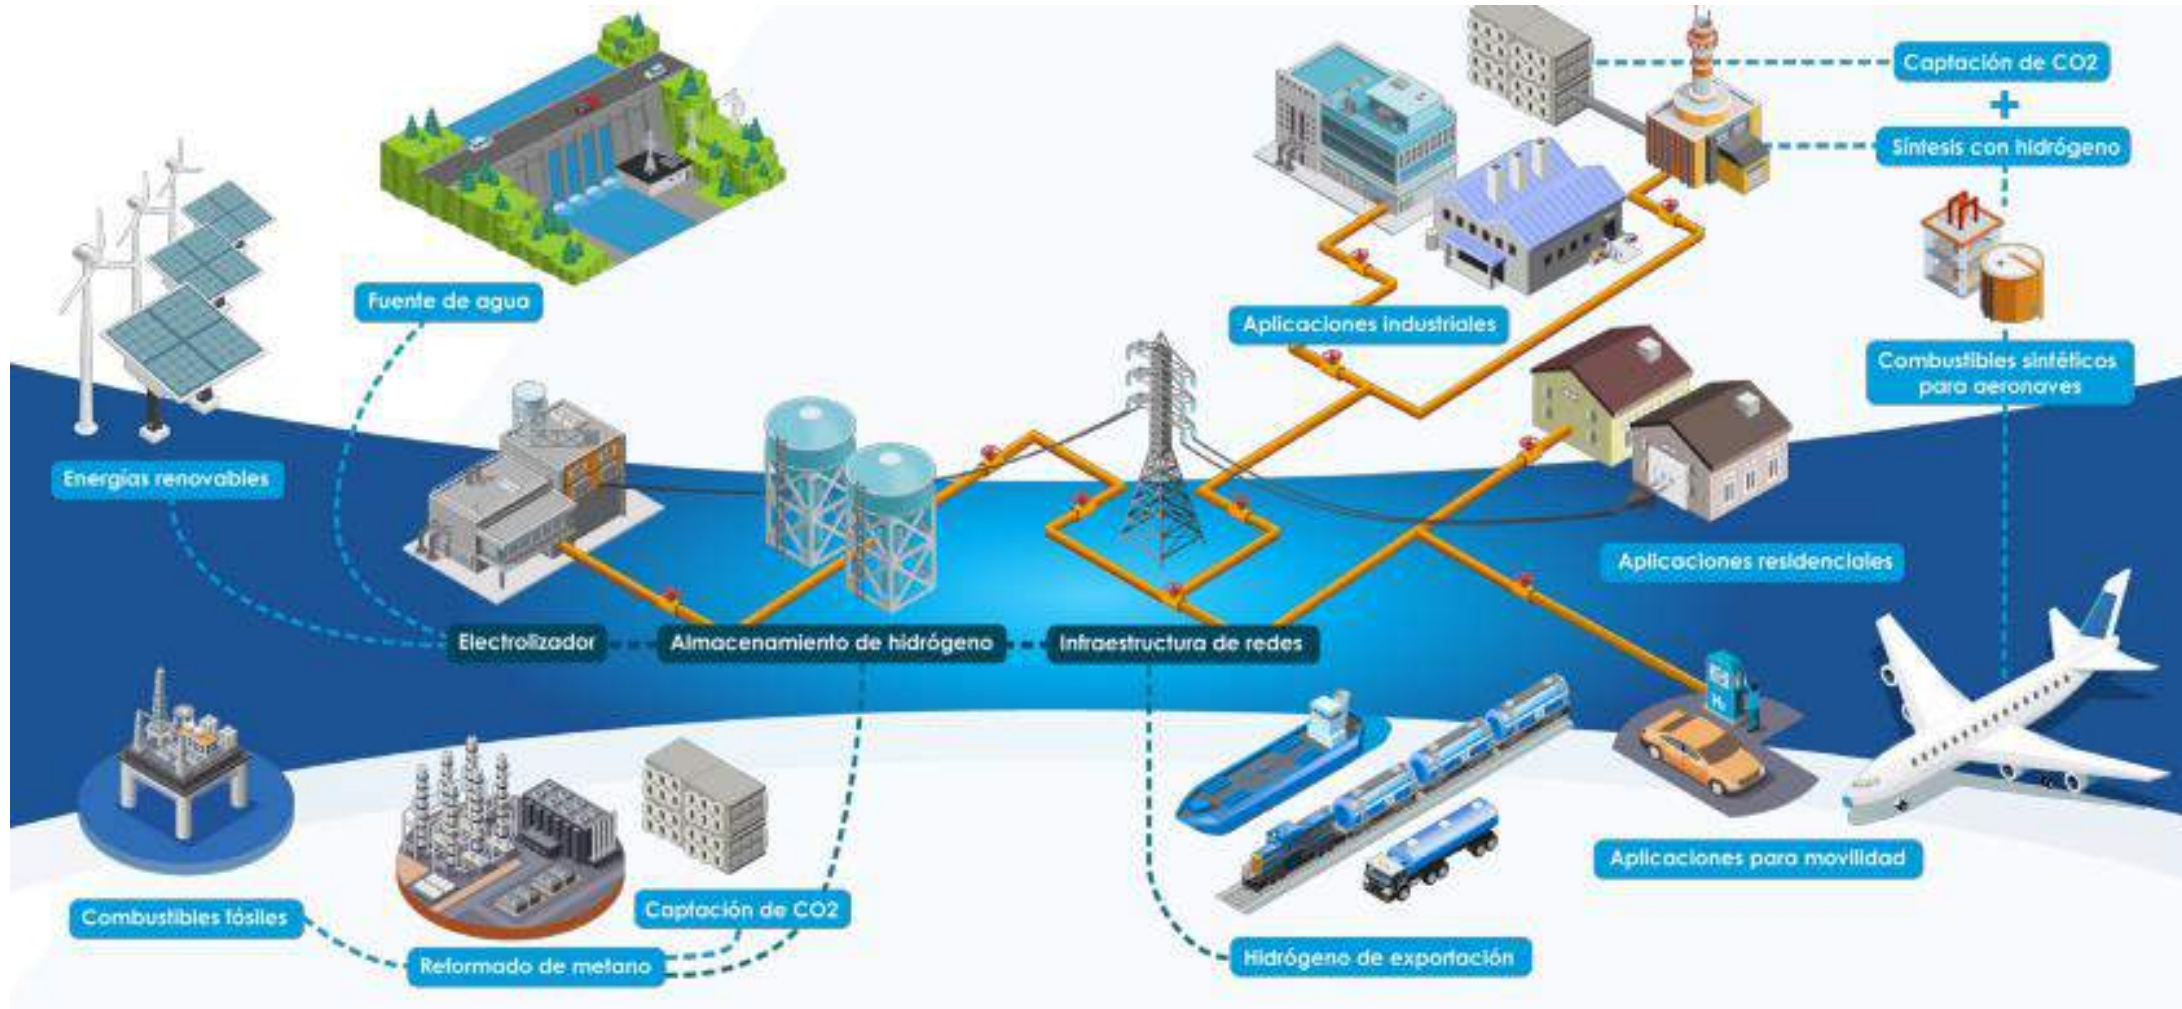 Captación de CO2
+
Síntesis con hidrógeno
Fuente de agua
Aplicaciones industriales
Combustibles sintéticos
para aeronaves
Energías renovables
Aplicaciones residenciales
Electrolizador
Almacenamiento de hidrógeno
Infraestructura de redes
H₂
Aplicaciones para movilidad
Combustibles fósiles
Captación de CO2
Reformado de metano
Hidrógeno de exportación